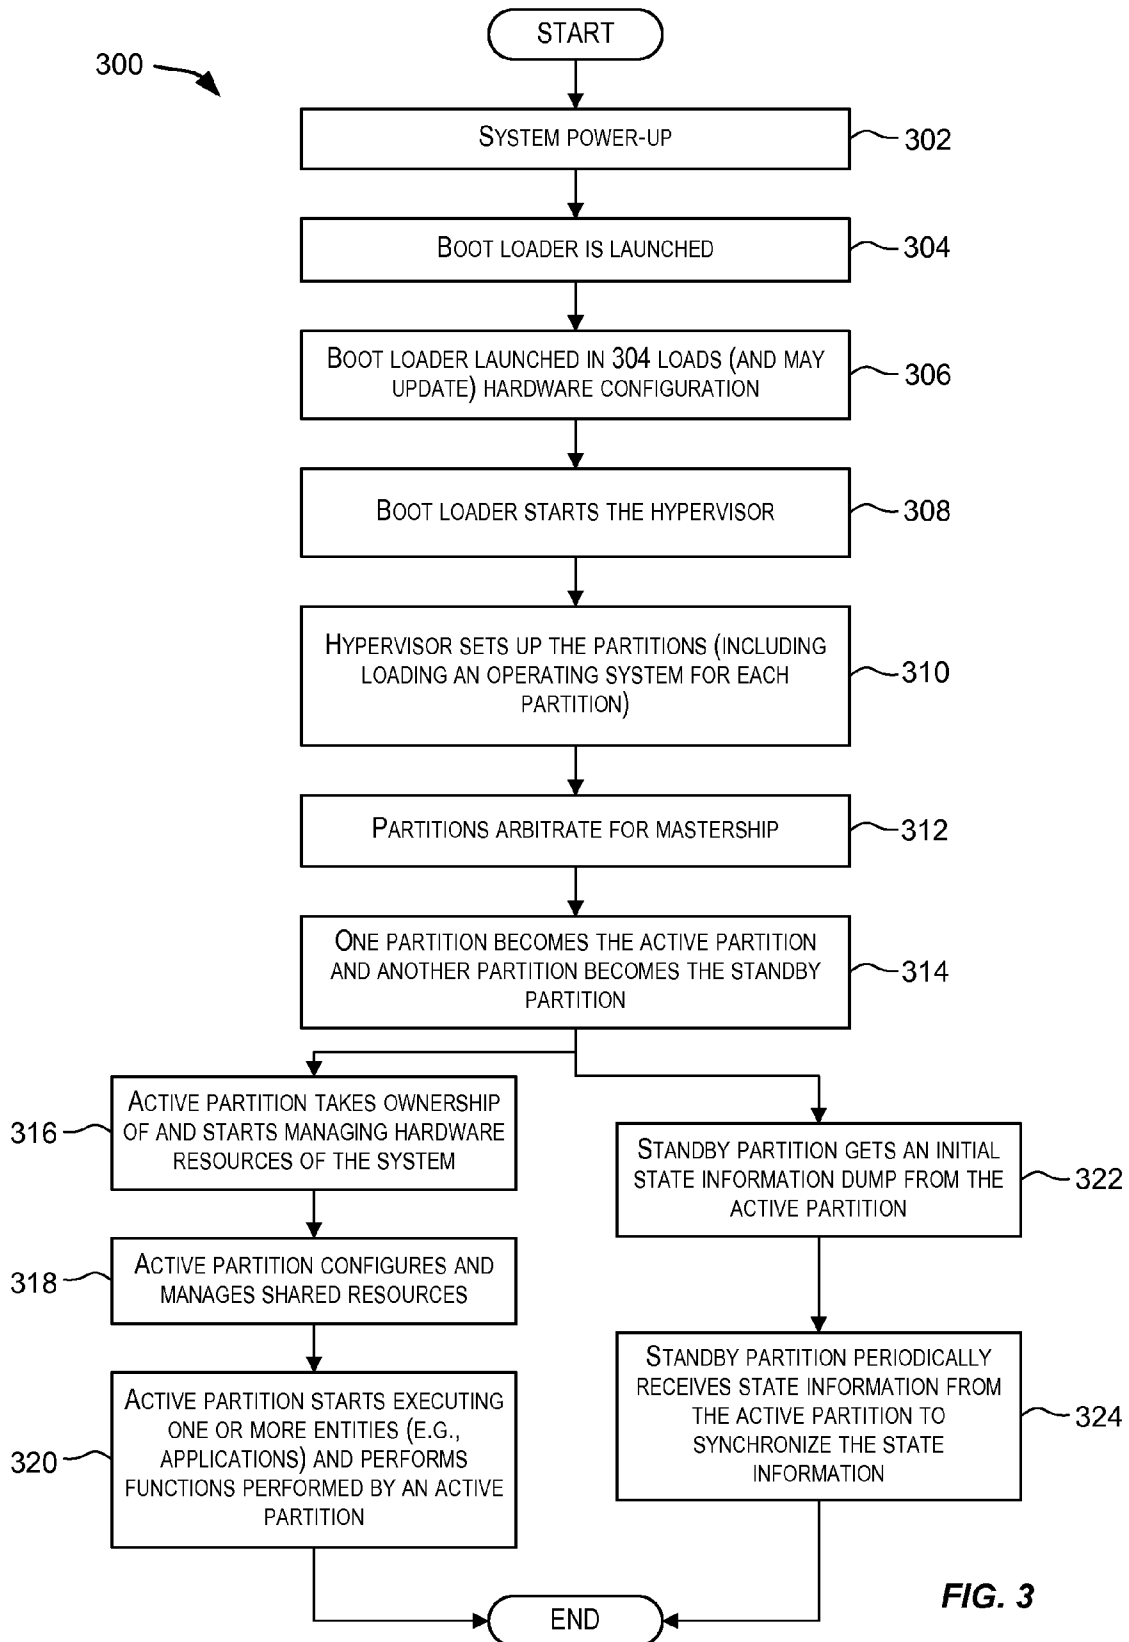 START
300
SYSTEM POWER-UP
302
BOOT LOADER IS LAUNCHED
304
BOOT LOADER LAUNCHED IN 304 LOADS (AND MAY
UPDATE) HARDWARE CONFIGURATION
306
BOOT LOADER STARTS THE HYPERVISOR
308
HYPERVISOR SETS UP THE PARTITIONS (INCLUDING
LOADING AN OPERATING SYSTEM FOR EACH
PARTITION)
310
PARTITIONS ARBITRATE FOR MASTERSHIP
312
ONE PARTITION BECOMES THE ACTIVE PARTITION
AND ANOTHER PARTITION BECOMES THE STANDBY
PARTITION
314
316
ACTIVE PARTITION TAKES OWNERSHIP
OF AND STARTS MANAGING HARDWARE
RESOURCES OF THE SYSTEM
318
ACTIVE PARTITION CONFIGURES AND
MANAGES SHARED RESOURCES
320
ACTIVE PARTITION STARTS EXECUTING
ONE OR MORE ENTITIES (E.G.,
APPLICATIONS) AND PERFORMS
FUNCTIONS PERFORMED BY AN ACTIVE
PARTITION
STANDBY PARTITION GETS AN INITIAL
STATE INFORMATION DUMP FROM THE
ACTIVE PARTITION
322
STANDBY PARTITION PERIODICALLY
RECEIVES STATE INFORMATION FROM
THE ACTIVE PARTITION TO
SYNCHRONIZE THE STATE
INFORMATION
324
END
FIG. 3